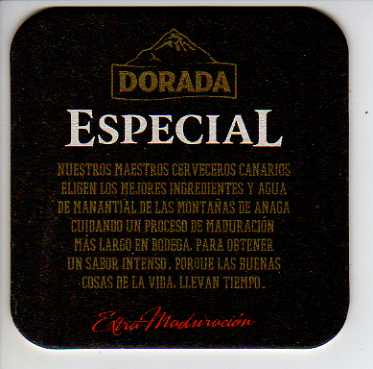 DORADA
ESPECIAL
NUESTROS MAESTROS CERVECEROS CANARIOS
ELIGEN LOS MEJORES INGREDIENTES Y AGUA
DE MANANTIAL DE LAS MONTAÑAS DE ANAGA
CUIDANDO UN PROCESO DE MADURACIÓN
MÁS LARGO EN BODEGA. PARA OBTENER
UN SABOR INTENSO. PORQUE LAS BUENAS
COSAS DE LA VIDA, LLEVAN TIEMPO.
Extra Maduración